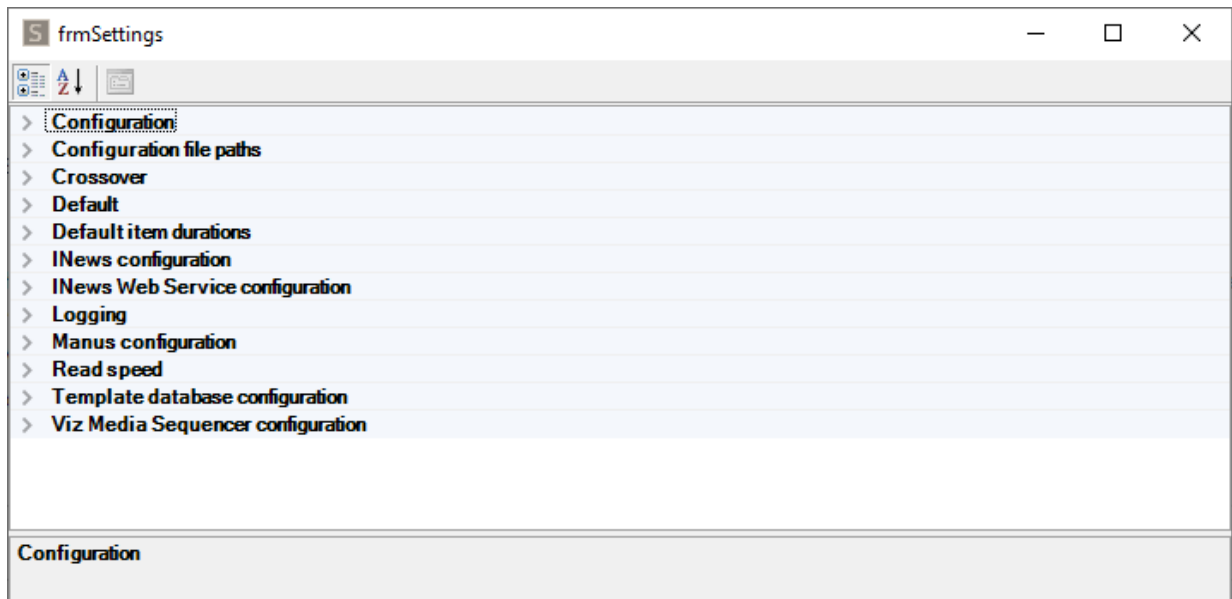 S frmSettings
A
Z
Configuration
Configuration file paths
Crossover
Default
Default item durations
INews configuration
INews Web Service configuration
Logging
Manus configuration
Read speed
Template database configuration
Viz Media Sequencer configuration
Configuration